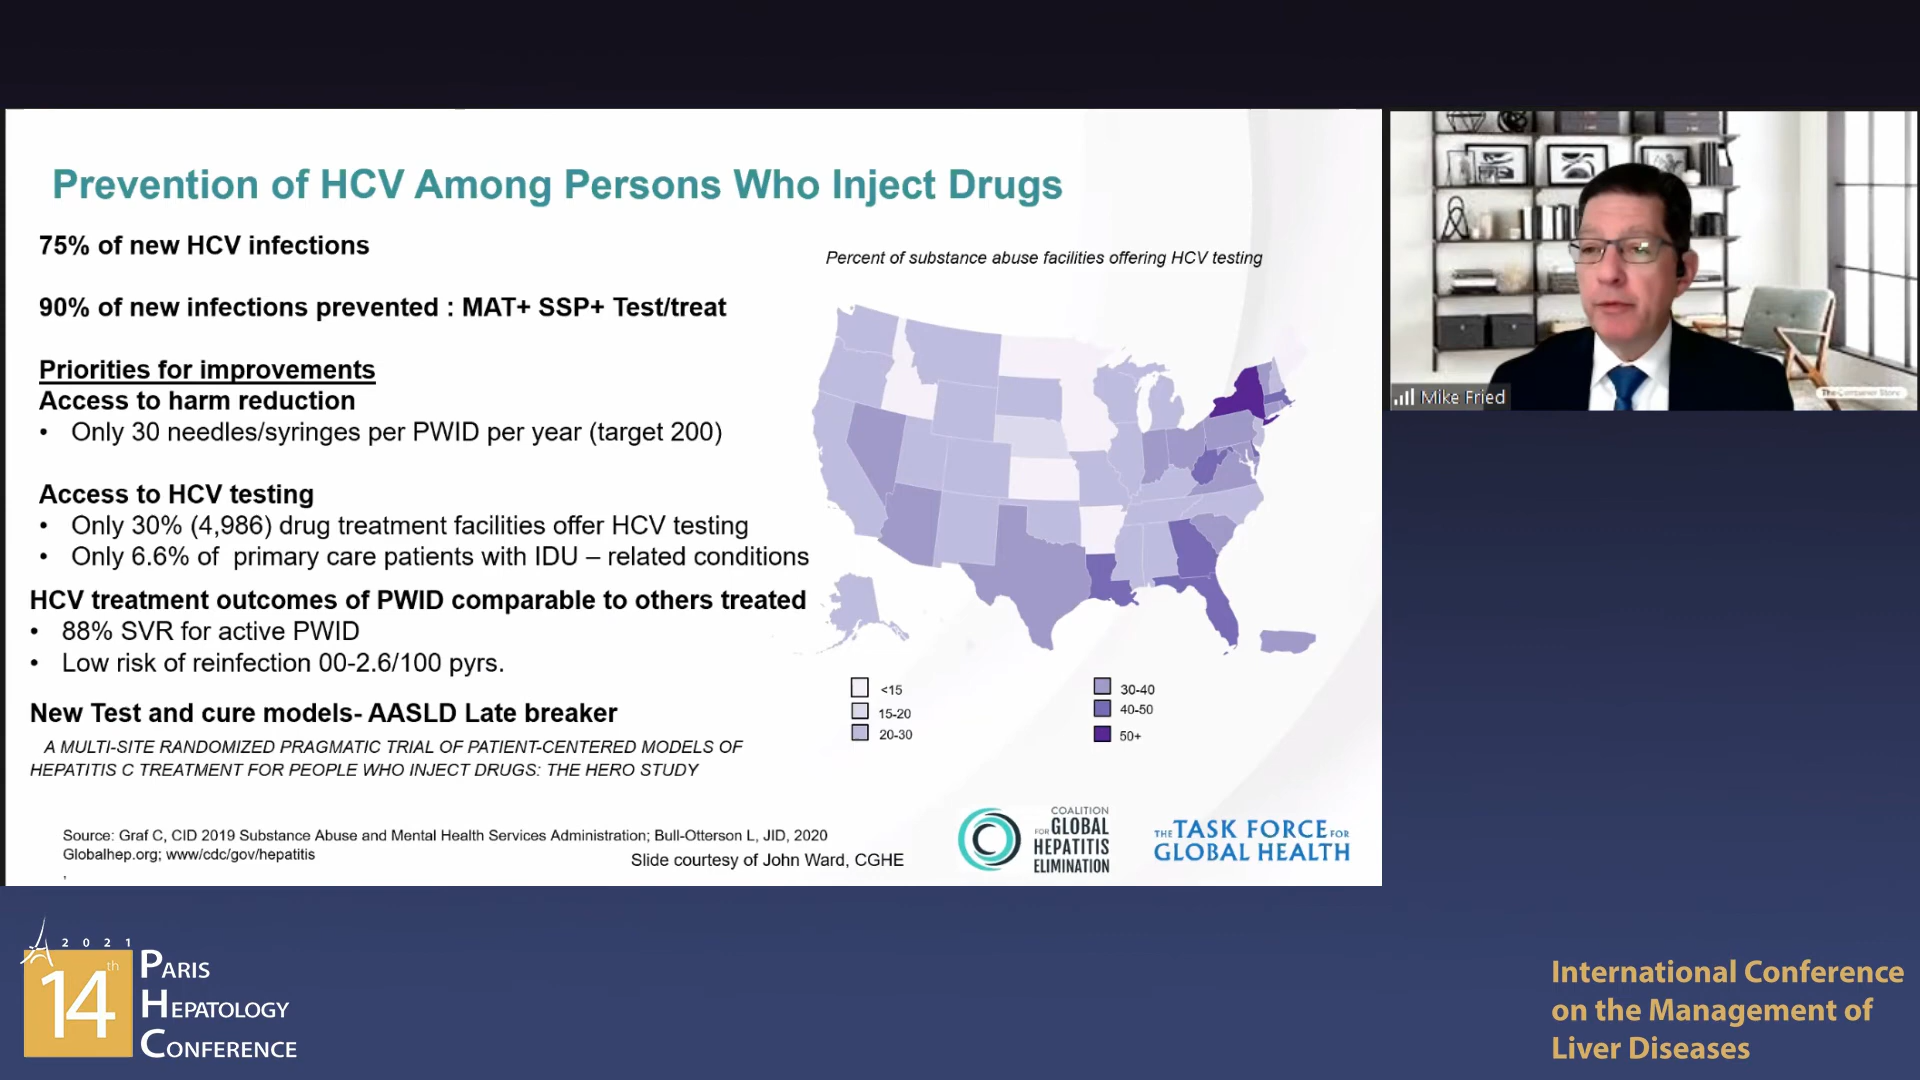 Prevention of HCV Among Persons Who Inject Drugs
75% of new HCV infections
90% of new infections prevented : MAT+ SSP+ Test/treat
Priorities for improvements
Access to harm reduction
• Only 30 needles/syringes per PWID per year (target 200)
Access to HCV testing
• Only 30% (4,986) drug treatment facilities offer HCV testing
• Only 6.6% of primary care patients with IDU – related conditions
HCV treatment outcomes of PWID comparable to others treated
• 88% SVR for active PWID
• Low risk of reinfection 00-2.6/100 pyrs.
New Test and cure models- AASLD Late breaker
A MULTI-SITE RANDOMIZED PRAGMATIC TRIAL OF PATIENT-CENTERED MODELS OF
HEPATITIS C TREATMENT FOR PEOPLE WHO INJECT DRUGS: THE HERO STUDY
Percent of substance abuse facilities offering HCV testing
<15
15-20
20-30
30-40
40-50
50+
Source: Graf C, CID 2019 Substance Abuse and Mental Health Services Administration; Bull-Otterson L, JID, 2020
Globalhep.org; www/cdc/gov/hepatitis
,
Slide courtesy of John Ward, CGHE
COALITION
FOR GLOBAL
HEPATITIS
ELIMINATION
THE TASK FORCE FOR
GLOBAL HEALTH
Mike Fried
The Container Store
2021
14th
PARIS
HEPATOLOGY
CONFERENCE
International Conference
on the Management of
Liver Diseases